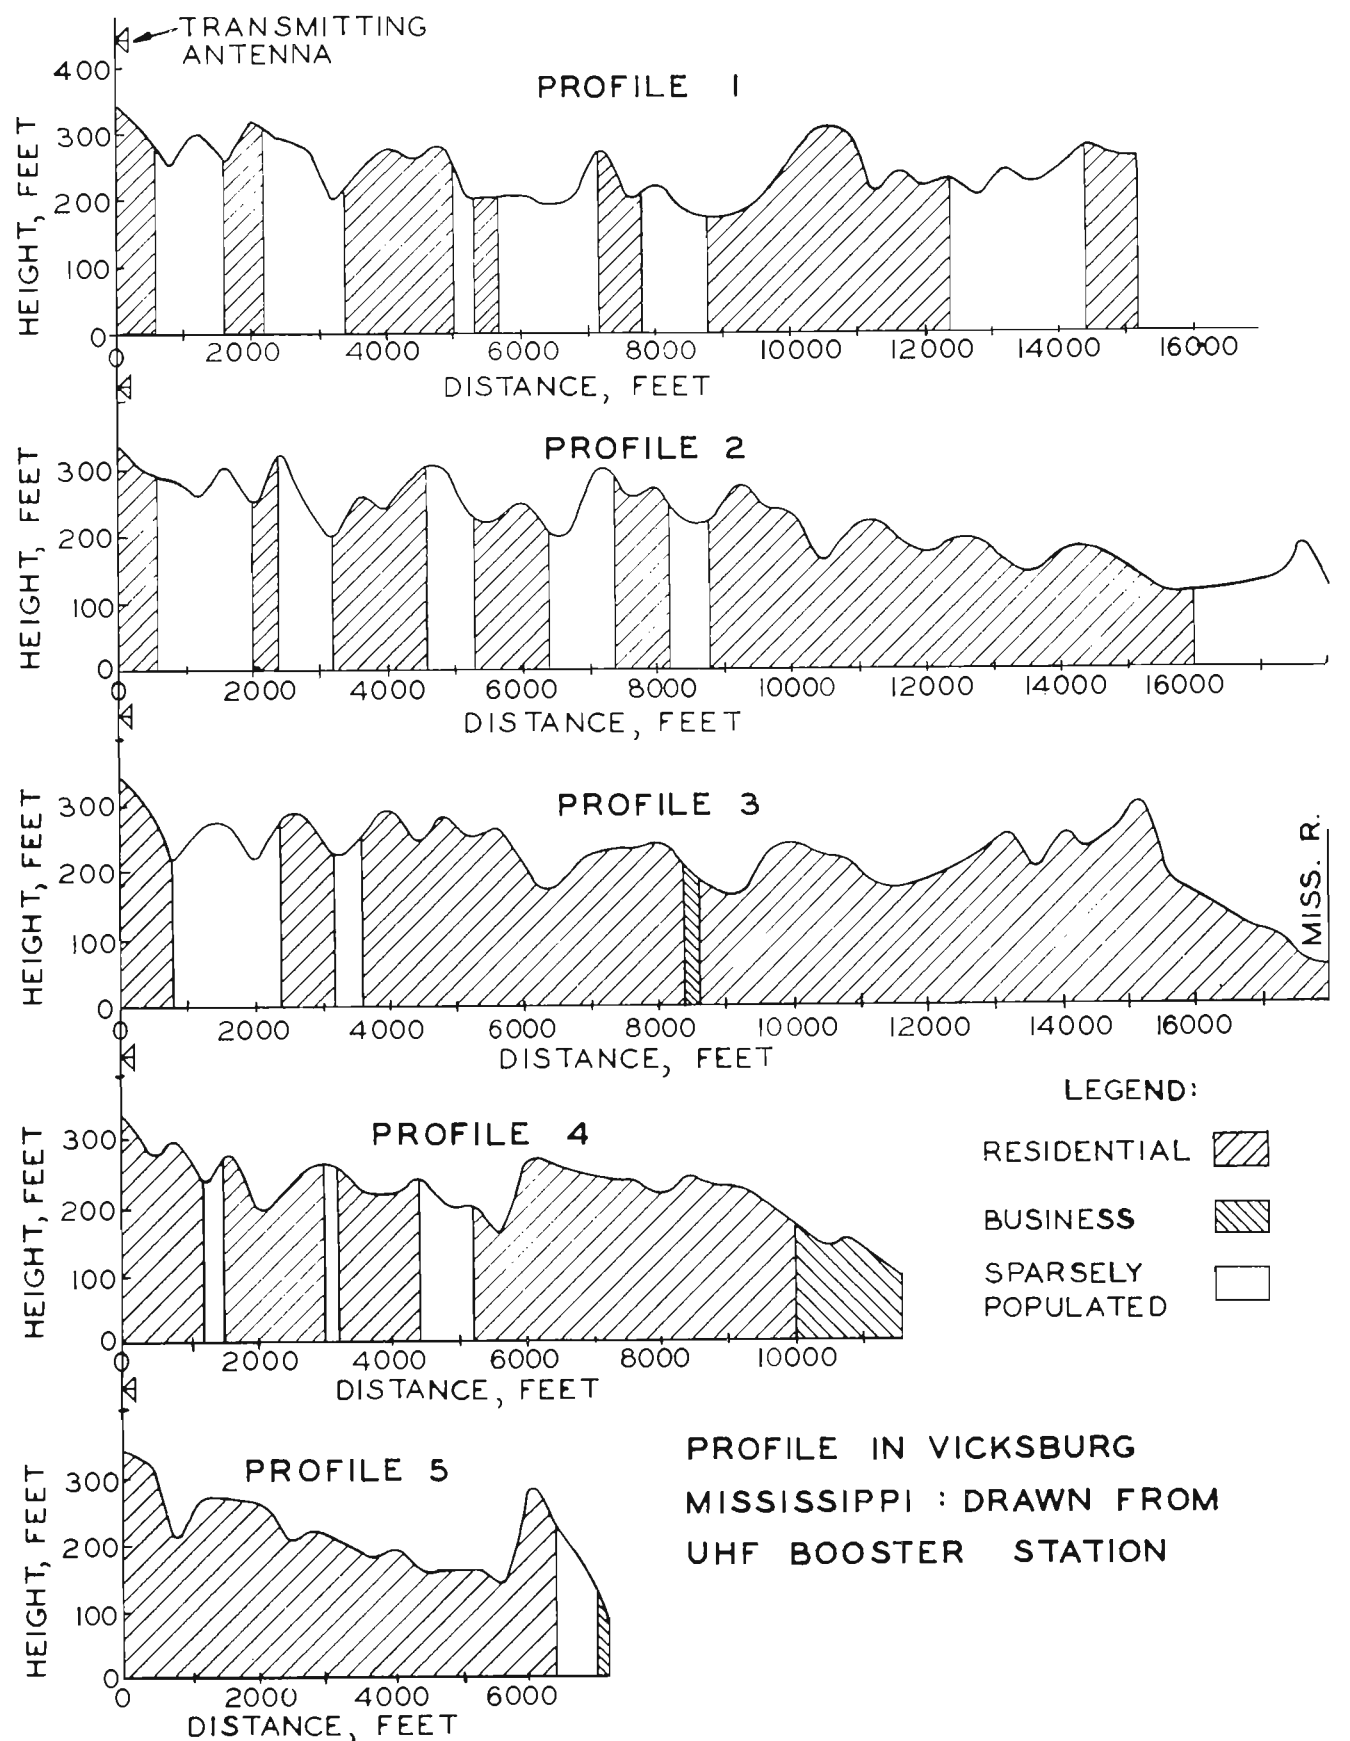 TRANSMITTING
ANTENNA
PROFILE 1
HEIGHT, FEET
400
300
200
100
0
0 2000 4000 6000 8000 10000 12000 14000 16000
DISTANCE, FEET
PROFILE 2
HEIGHT, FEET
300
200
100
0
0 2000 4000 6000 8000 10000 12000 14000 16000
DISTANCE, FEET
PROFILE 3
HEIGHT, FEET
300
200
100
0
MISS. R.
0 2000 4000 6000 8000 10000 12000 14000 16000
DISTANCE, FEET
LEGEND:
RESIDENTIAL
BUSINESS
SPARSELY
POPULATED
PROFILE 4
HEIGHT, FEET
300
200
100
0
0 2000 4000 6000 8000 10000
DISTANCE, FEET
PROFILE 5
HEIGHT, FEET
300
200
100
0
0 2000 4000 6000
DISTANCE, FEET
PROFILE IN VICKSBURG
MISSISSIPPI : DRAWN FROM
UHF BOOSTER STATION